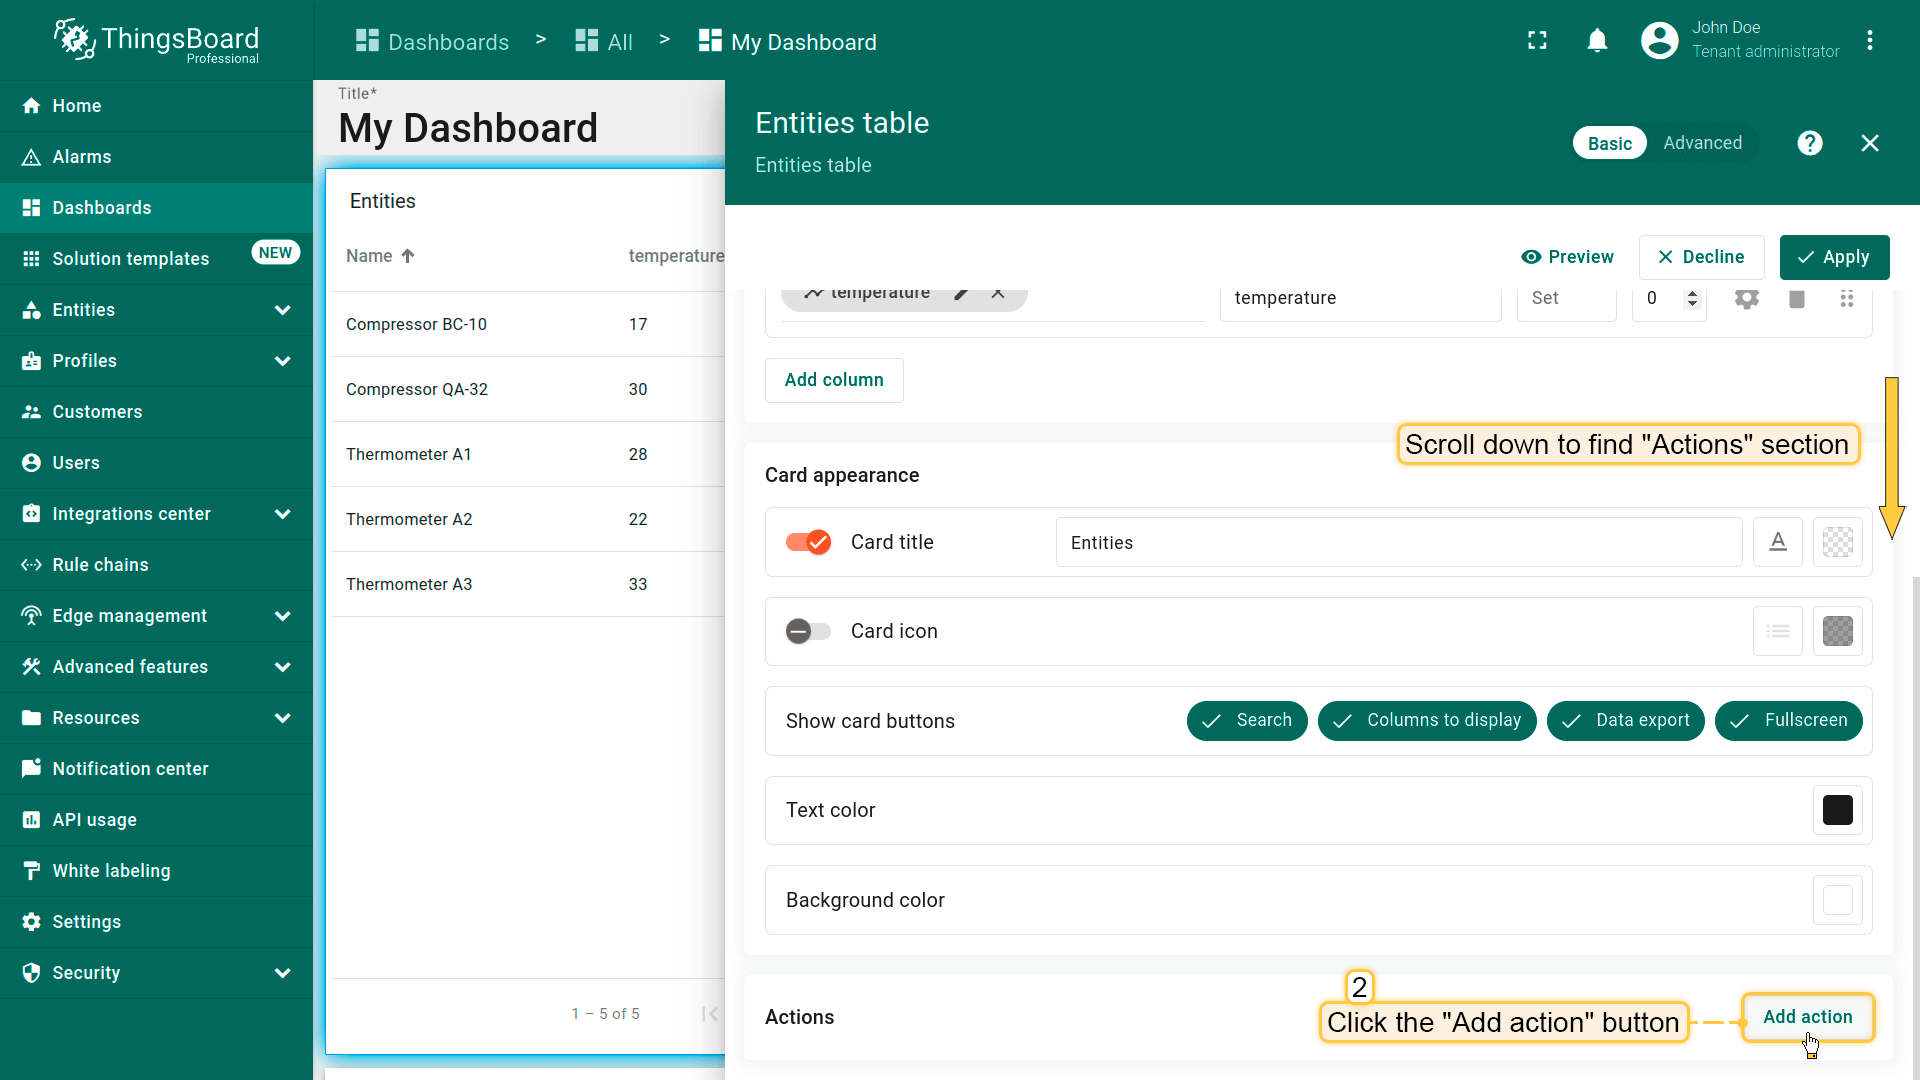 ThingsBoard
Professional
Dashboards > All > My Dashboard
John Doe
Tenant administrator
Home
Alarms
Dashboards
Solution templates NEW
Entities
Profiles
Customers
Users
Integrations center
Rule chains
Edge management
Advanced features
Resources
Notification center
API usage
White labeling
Settings
Security
Title*
My Dashboard
Entities
Name temperature
Compressor BC-10 17
Compressor QA-32 30
Thermometer A1 28
Thermometer A2 22
Thermometer A3 33
1 – 5 of 5
Entities table
Entities table
Basic Advanced
Preview Decline Apply
temperature temperature Set 0
Add column
Scroll down to find "Actions" section
Card appearance
Card title Entities
Card icon
Show card buttons Search Columns to display Data export Fullscreen
Text color
Background color
2
Actions Click the "Add action" button Add action